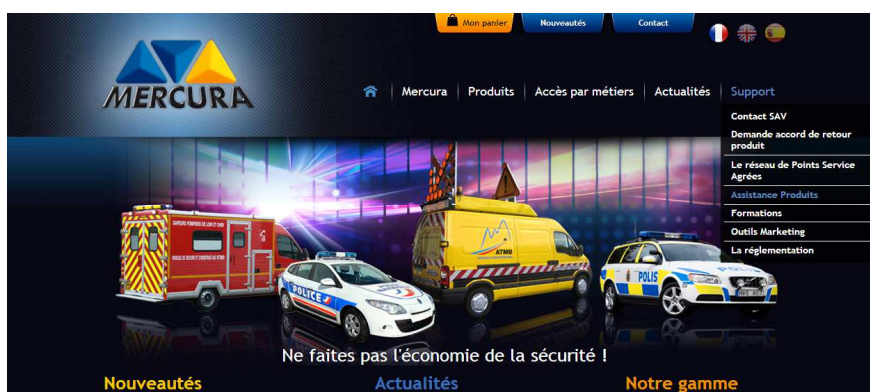 Mon panier
Nouveautés
Contact
MERCURA
Mercura
Produits
Accès par métiers
Actualités
Support
Contact SAV
Demande accord de retour
produit
Le réseau de Points Service
Agrées
Assistance Produits
Formations
Outils Marketing
La réglementation
SAPEURS POMPIERS DE LOIR ET CHER
POLICE
ATMB
POLIS
Ne faites pas l'économie de la sécurité !
Nouveautés
Actualités
Notre gamme